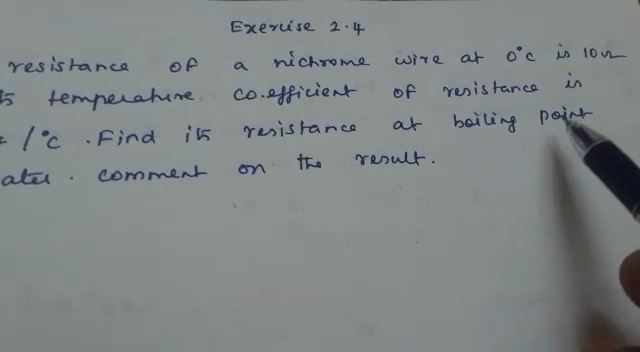 Exercise 2.4
resistance of a nichrome wire at 0°c is 10Ω
temperature co.efficient of resistance is
/°c . Find its resistance at boiling point
comment on the result.